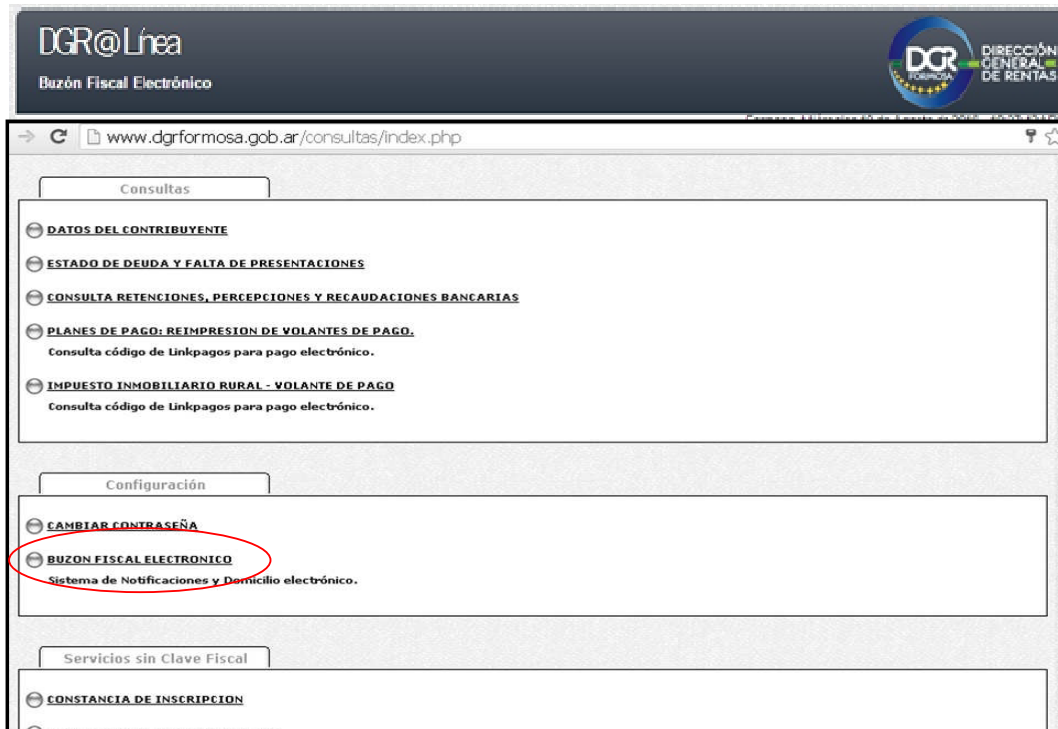 DGR@Línea
Buzón Fiscal Electrónico
DGR
FORMOSA
DIRECCIÓN
GENERAL
DE RENTAS
www.dgrformosa.gob.ar/consultas/index.php
Consultas
DATOS DEL CONTRIBUYENTE
ESTADO DE DEUDA Y FALTA DE PRESENTACIONES
CONSULTA RETENCIONES, PERCEPCIONES Y RECAUDACIONES BANCARIAS
PLANES DE PAGO: REIMPRESION DE VOLANTES DE PAGO.
Consulta código de Linkpagos para pago electrónico.
IMPUESTO INMOBILIARIO RURAL - VOLANTE DE PAGO
Consulta código de Linkpagos para pago electrónico.
Configuración
CAMBIAR CONTRASEÑA
BUZON FISCAL ELECTRONICO
Sistema de Notificaciones y Domicilio electrónico.
Servicios sin Clave Fiscal
CONSTANCIA DE INSCRIPCION